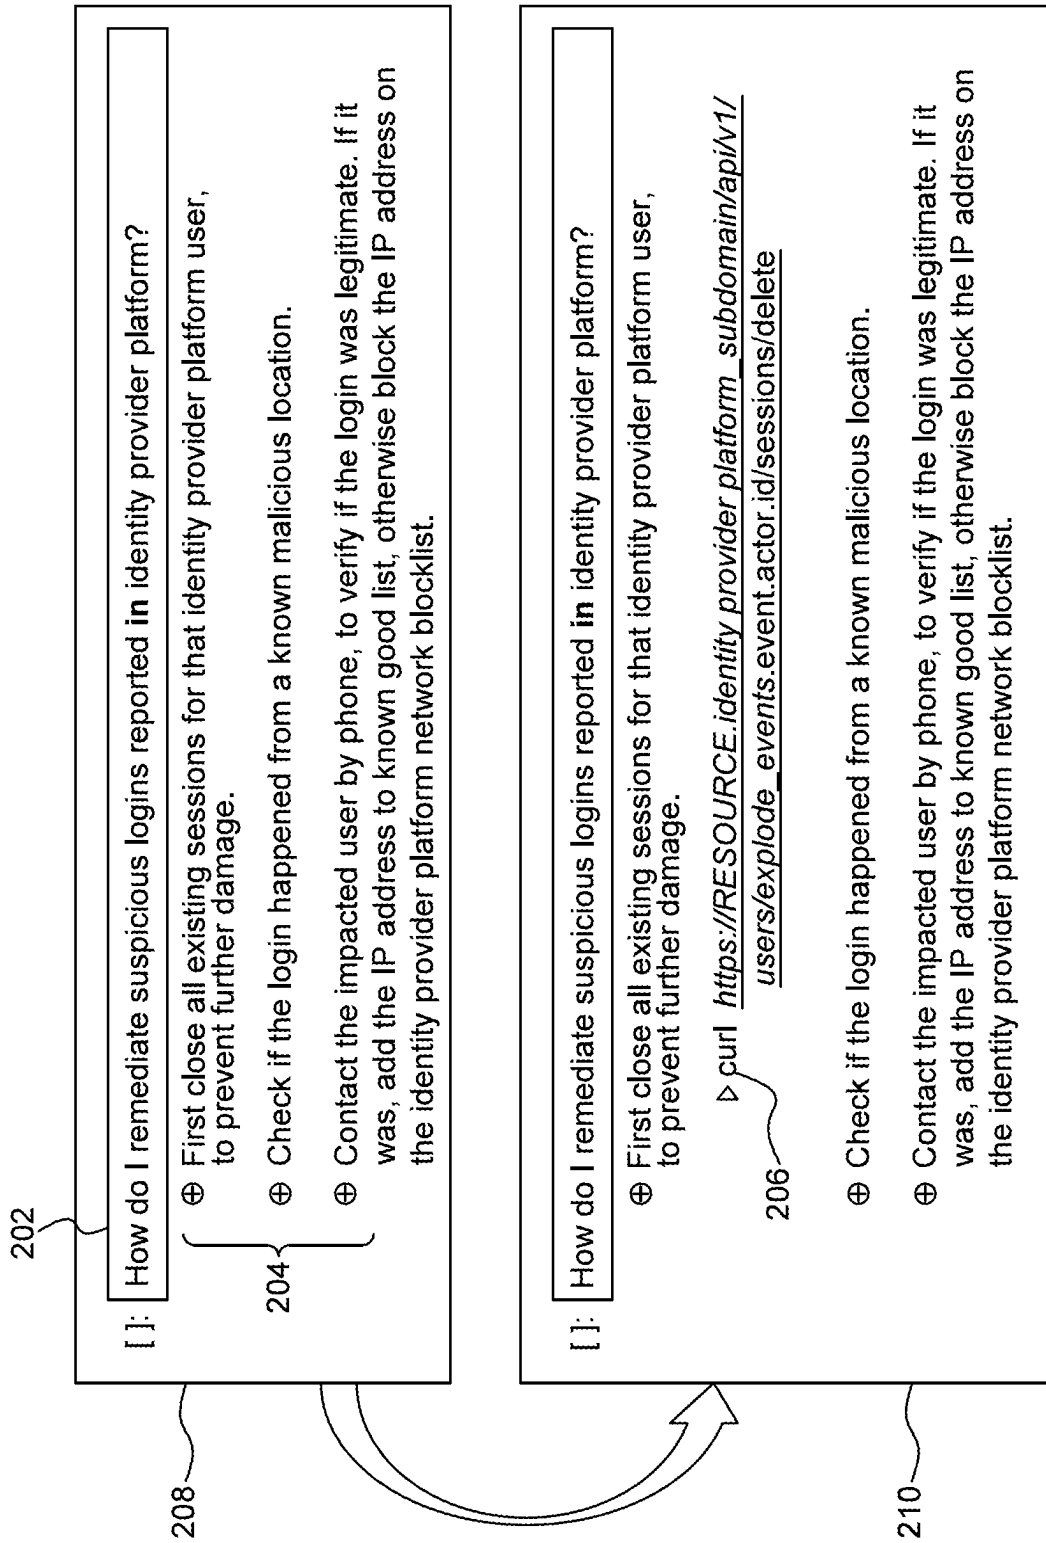 202
[ ]: How do I remediate suspicious logins reported in identity provider platform?
⊕ First close all existing sessions for that identity provider platform user,
to prevent further damage.
204
⊕ Check if the login happened from a known malicious location.
⊕ Contact the impacted user by phone, to verify if the login was legitimate. If it
was, add the IP address to known good list, otherwise block the IP address on
the identity provider platform network blocklist.
208
[ ]: How do I remediate suspicious logins reported in identity provider platform?
⊕ First close all existing sessions for that identity provider platform user,
to prevent further damage.
▷ curl https://RESOURCE.identity provider platform_subdomain/api/v1/
users/explode_events.event.actor.id/sessions/delete
206
⊕ Check if the login happened from a known malicious location.
⊕ Contact the impacted user by phone, to verify if the login was legitimate. If it
was, add the IP address to known good list, otherwise block the IP address on
the identity provider platform network blocklist.
210